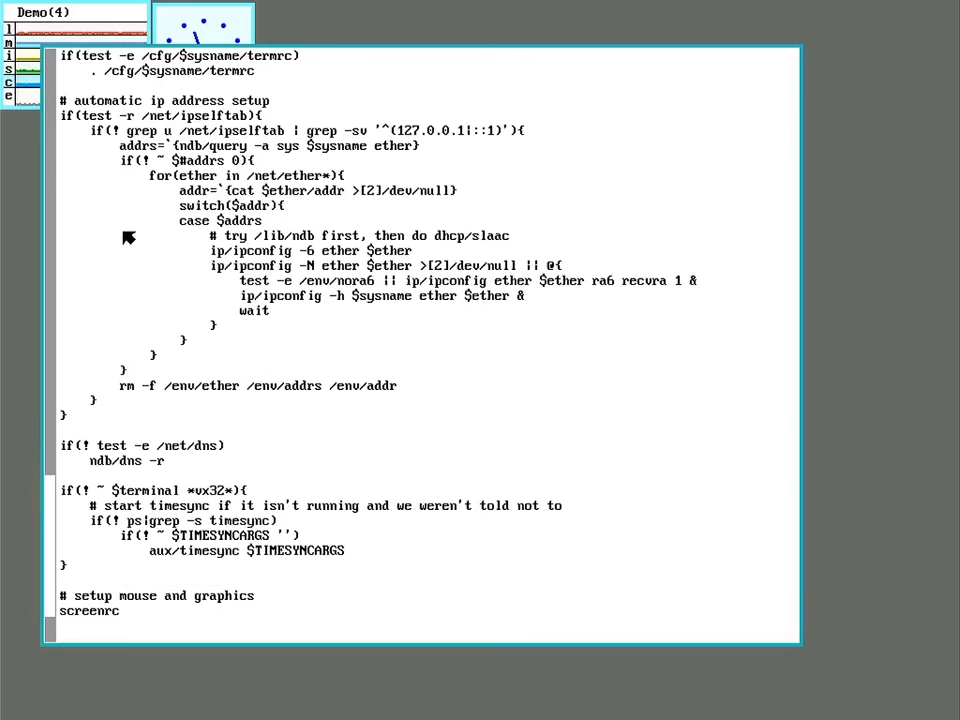 Demo(4)
l
m
i
s
c
e
if(test -e /cfg/$sysname/termrc)
. /cfg/$sysname/termrc
# automatic ip address setup
if(test -r /net/ipselftab){
if(! grep u /net/ipselftab | grep -sv '^(127.0.0.1|::1)'){
addrs=`{ndb/query -a sys $sysname ether}
if(! ~ $#addrs 0){
for(ether in /net/ether*){
addr=`{cat $ether/addr >[2]/dev/null}
switch($addr){
case $addrs
# try /lib/ndb first, then do dhcp/slaac
ip/ipconfig -6 ether $ether
ip/ipconfig -N ether $ether >[2]/dev/null || @{
test -e /env/nora6 || ip/ipconfig ether $ether ra6 recvra 1 &
ip/ipconfig -h $sysname ether $ether &
wait
}
}
}
}
rm -f /env/ether /env/addrs /env/addr
}
}
if(! test -e /net/dns)
ndb/dns -r
if(! ~ $terminal *vx32*){
# start timesync if it isn't running and we weren't told not to
if(! ps|grep -s timesync)
if(! ~ $TIMESYNCARGS '')
aux/timesync $TIMESYNCARGS
}
# setup mouse and graphics
screenrc